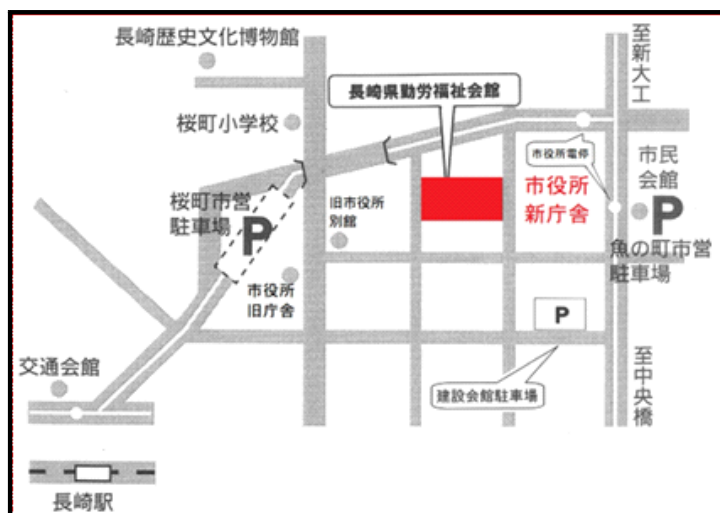 長崎歴史文化博物館
至新大工
長崎県勤労福祉会館
桜町小学校
市役所電停
市民
会館
桜町市営
駐車場
P
旧市役所
別館
市役所
新庁舎
P
魚の町市営
駐車場
市役所
旧庁舎
P
交通会館
建設会館駐車場
至中央橋
長崎駅